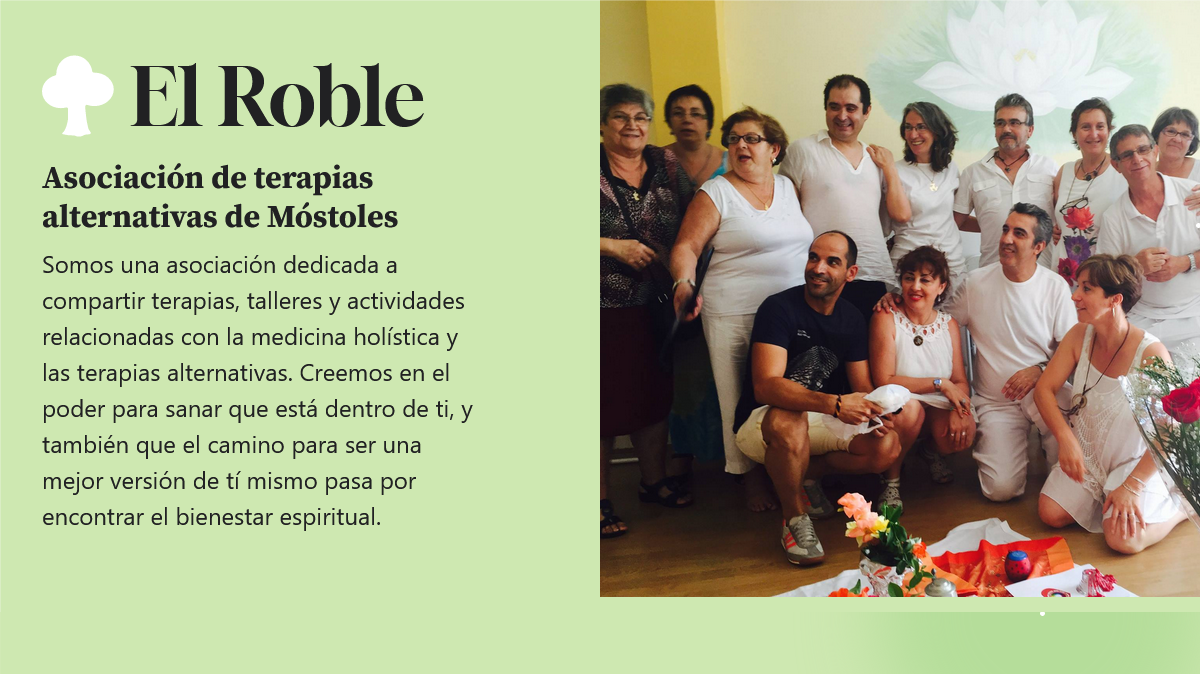 El Roble
Asociación de terapias
alternativas de Móstoles
Somos una asociación dedicada a
compartir terapias, talleres y actividades
relacionadas con la medicina holística y
las terapias alternativas. Creemos en el
poder para sanar que está dentro de ti, y
también que el camino para ser una
mejor versión de tí mismo pasa por
encontrar el bienestar espiritual.